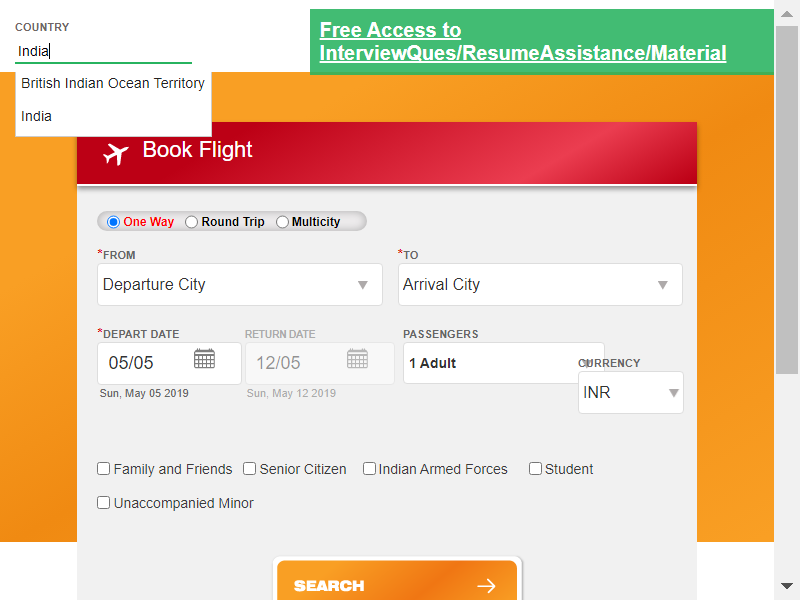 COUNTRY
India
British Indian Ocean Territory
India
Free Access to
InterviewQues/ResumeAssistance/Material
Book Flight
One Way Round Trip Multicity
*FROM *TO
Departure City Arrival City
*DEPART DATE RETURN DATE PASSENGERS
05/05 12/05 1 Adult
CURRENCY
INR
Sun, May 05 2019 Sun, May 12 2019
Family and Friends Senior Citizen Indian Armed Forces Student
Unaccompanied Minor
SEARCH